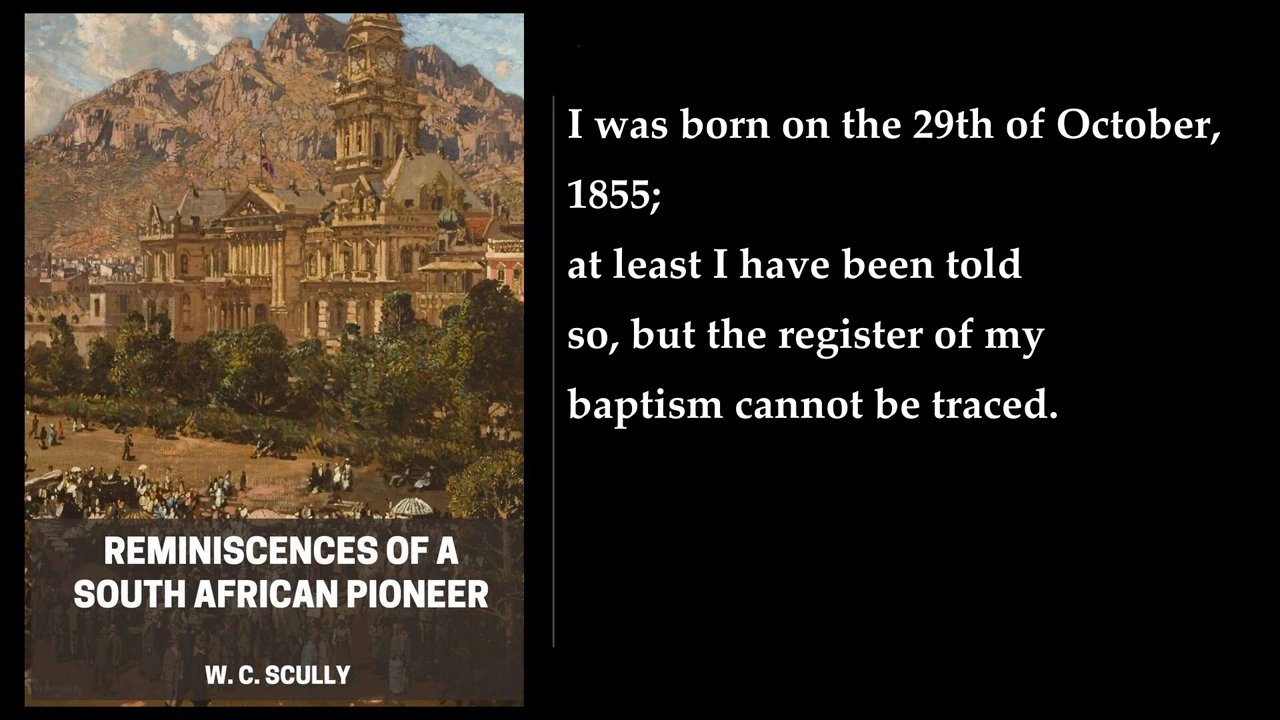 I was born on the 29th of October,
1855;
at least I have been told
so, but the register of my
baptism cannot be traced.
REMINISCENCES OF A
SOUTH AFRICAN PIONEER
W. C. SCULLY